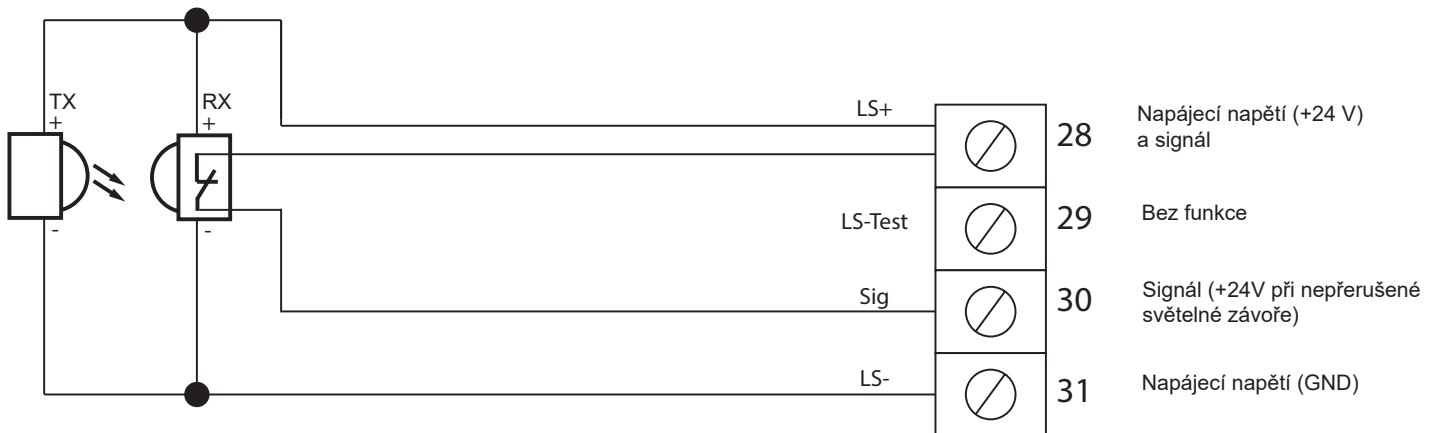 TX
+
-
RX
+
-
LS+
28
Napájecí napětí (+24 V)
a signál
LS-Test
29
Bez funkce
Sig
30
Signál (+24V při nepřerušené
světelné závoře)
LS-
31
Napájecí napětí (GND)